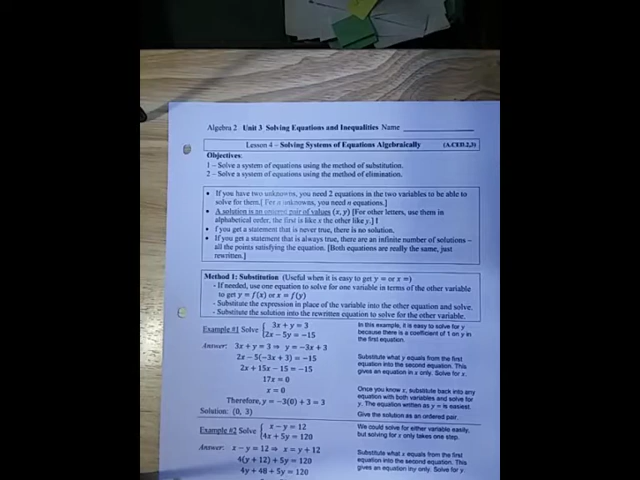 Algebra 2 Unit 3 Solving Equations and Inequalities Name ____________
Lesson 4 – Solving Systems of Equations Algebraically (A.CED.2,3)
Objectives:
1 – Solve a system of equations using the method of substitution.
2 – Solve a system of equations using the method of elimination.
• If you have two unknowns, you need 2 equations in the two variables to be able to
solve for them.[ For n unknowns, you need n equations.]
• A solution is an ordered pair of values (x, y) [For other letters, use them in
alphabetical order, the first is like x the other like y.]
• f you get a statement that is never true, there is no solution.
• If you get a statement that is always true, there are an infinite number of solutions –
all the points satisfying the equation. [Both equations are really the same, just
rewritten.]
Method 1: Substitution (Useful when it is easy to get y = or x =)
- If needed, use one equation to solve for one variable in terms of the other variable
to get y = f(x) or x = f(y)
- Substitute the expression in place of the variable into the other equation and solve.
- Substitute the solution into the rewritten equation to solve for the other variable.
Example #1 Solve { 3x + y = 3
2x − 5y = −15
In this example, it is easy to solve for y
because there is a coefficient of 1 on y in
the first equation.
Answer: 3x + y = 3 ⇒ y = −3x + 3
2x − 5(−3x + 3) = −15
2x + 15x − 15 = −15
17x = 0
x = 0
Therefore, y = −3(0) + 3 = 3
Solution: (0, 3)
Substitute what y equals from the first
equation into the second equation. This
gives an equation in x only. Solve for x.
Once you know x, substitute back into any
equation with both variables and solve for
y. The equation written as y = is easiest.
Give the solution as an ordered pair.
Example #2 Solve { x − y = 12
4x + 5y = 120
We could solve for either variable easily,
but solving for x only takes one step.
Answer: x − y = 12 ⇒ x = y + 12
4(y + 12) + 5y = 120
4y + 48 + 5y = 120
Substitute what x equals from the first
equation into the second equation. This
gives an equation iny only. Solve for y.